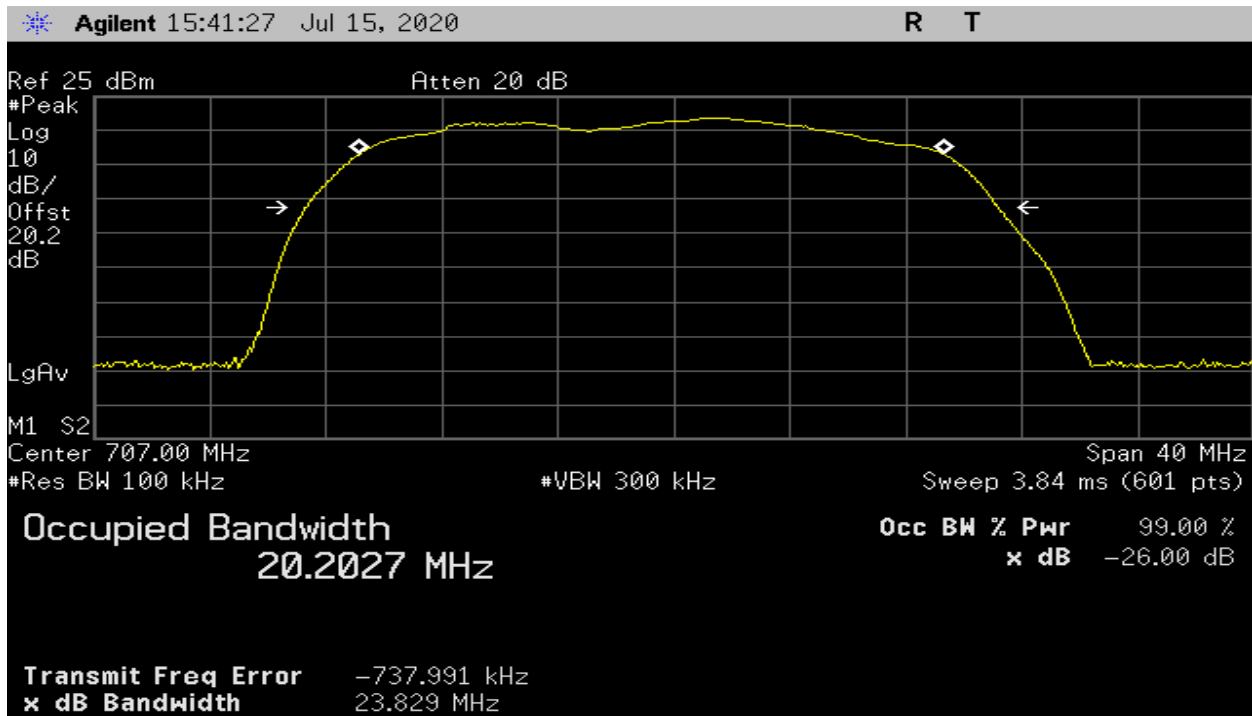 Agilent 15:41:27 Jul 15, 2020 R T
Ref 25 dBm Atten 20 dB
#Peak
Log
10
dB/
Offst
20.2
dB
LgAv
M1 S2
Center 707.00 MHz Span 40 MHz
#Res BW 100 kHz #VBW 300 kHz Sweep 3.84 ms (601 pts)
Occupied Bandwidth Occ BW % Pwr 99.00 %
20.2027 MHz x dB -26.00 dB
Transmit Freq Error -737.991 kHz
x dB Bandwidth 23.829 MHz